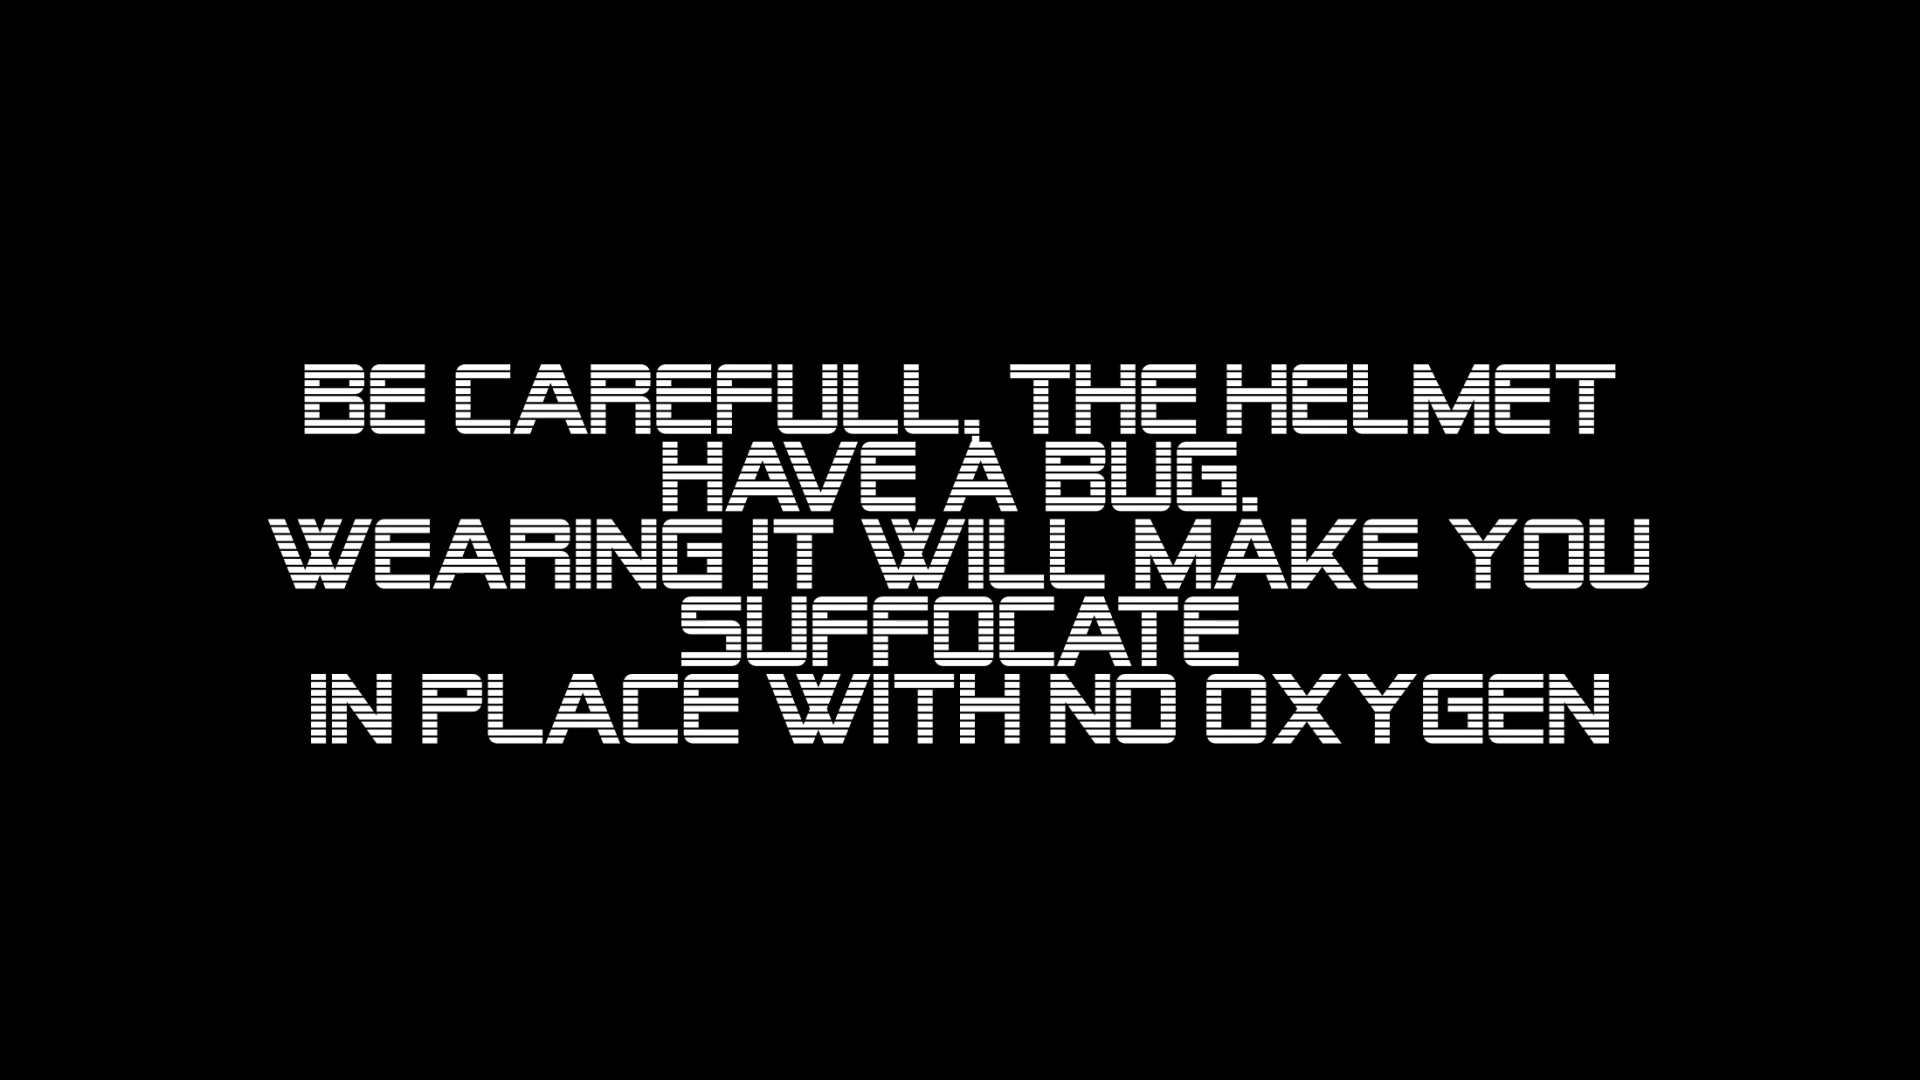 BE CAREFULL, THE HELMET
HAVE A BUG.
WEARING IT WILL MAKE YOU
SUFFOCATE
IN PLACE WITH NO OXYGEN